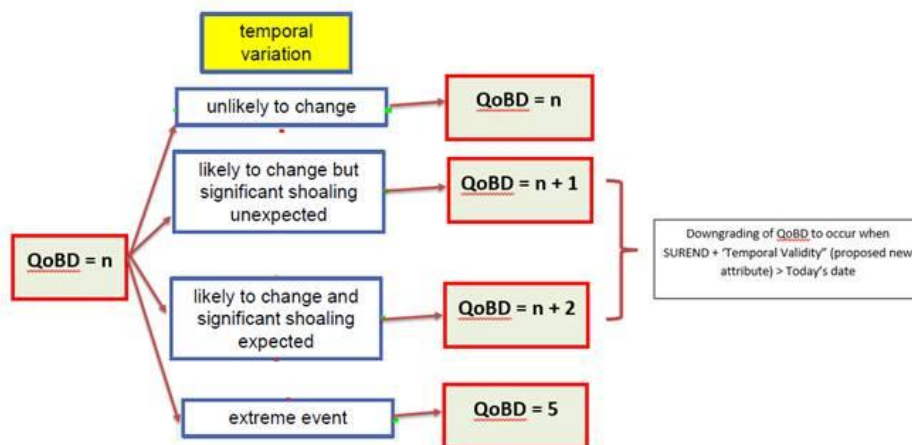 temporal
variation
unlikely to change
QoBD = n
likely to change but
significant shoaling
unexpected
QoBD = n + 1
QoBD = n
Downgrading of QoBD to occur when
SUREND + 'Temporal Validity" (proposed new
attribute) > Today's date
likely to change and
significant shoaling
expected
QoBD = n + 2
extreme event
QoBD = 5